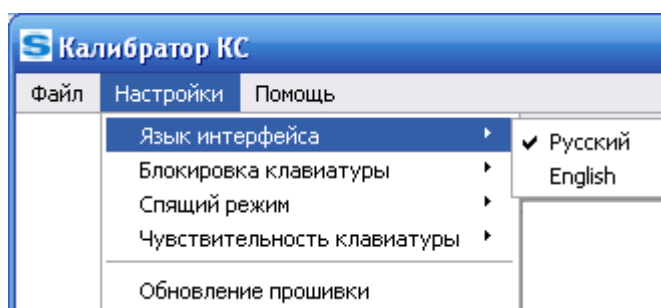 S Калибратор КС
Файл Настройки Помощь
Язык интерфейса
✔ Русский
English
Блокировка клавиатуры
Спящий режим
Чувствительность клавиатуры
Обновление прошивки